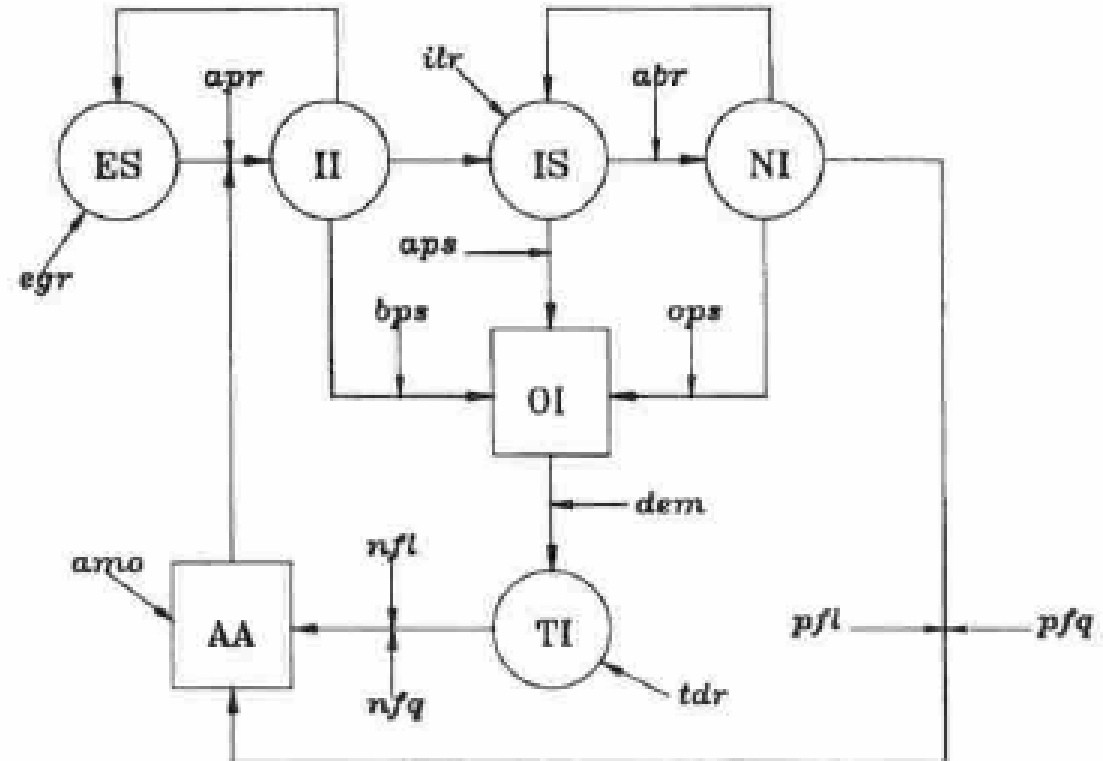 apr
itr
abr
ES
II
IS
NI
egr
aps
bps
ops
OI
dem
nfl
amo
AA
TI
pfl
pfq
nfq
tdr